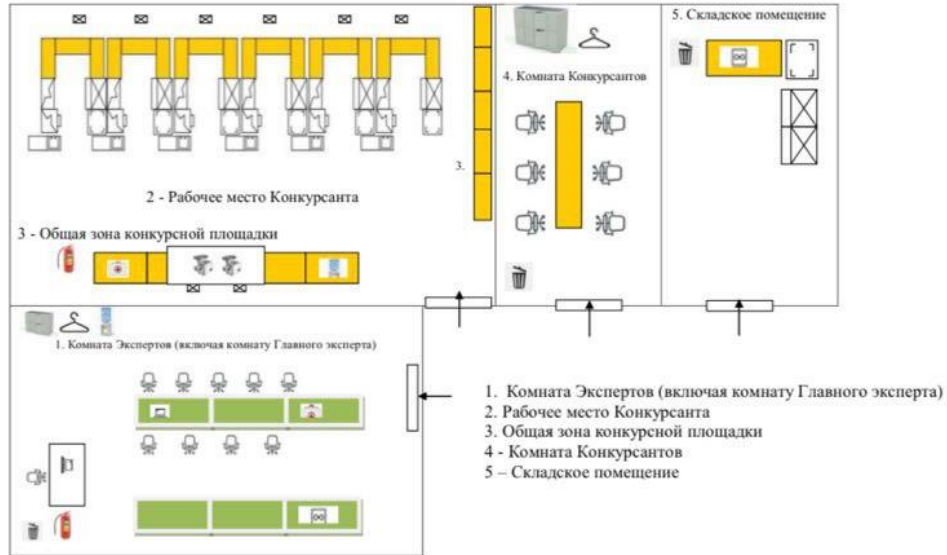 5. Складское помещение
4. Комната Конкурсантов
3.
2 - Рабочее место Конкурсанта
3 - Общая зона конкурсной площадки
1. Комната Экспертов (включая комнату Главного эксперта)
1. Комната Экспертов (включая комнату Главного эксперта)
2. Рабочее место Конкурсанта
3. Общая зона конкурсной площадки
4 - Комната Конкурсантов
5 – Складское помещение